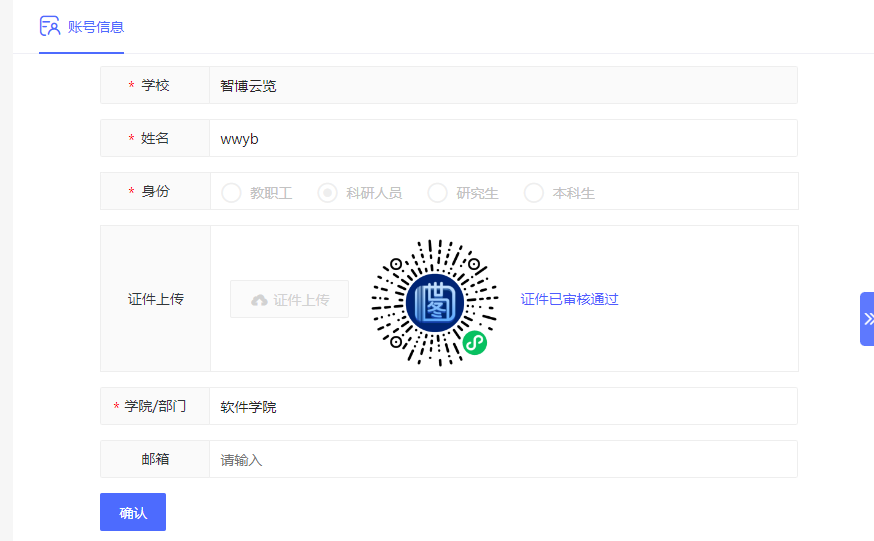 账号信息
* 学校 智博云览
* 姓名 wwyb
* 身份 教职工 科研人员 研究生 本科生
证件上传 证件上传 图 证件已审核通过
* 学院/部门 软件学院
邮箱 请输入
确认